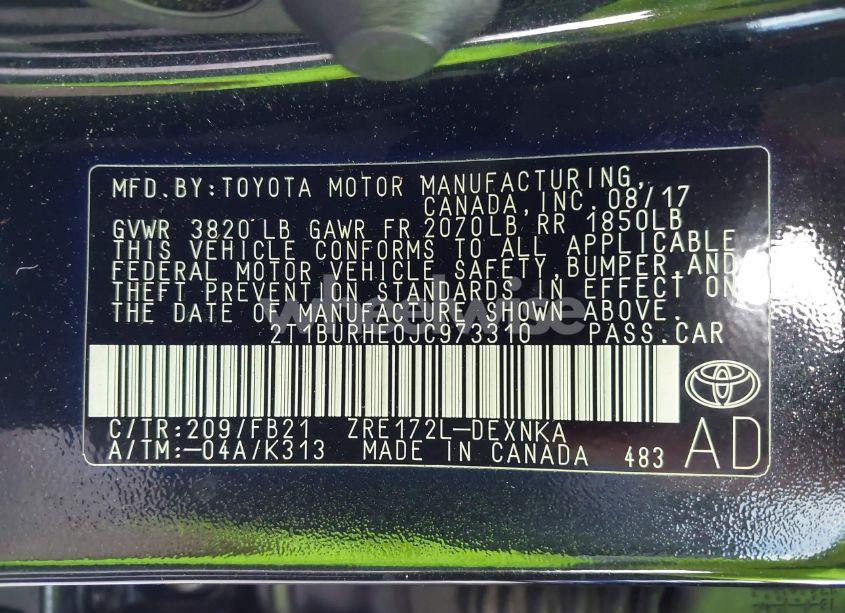 MFD.BY:TOYOTA MOTOR MANUFACTURING,
CANADA,INC.08/17
GVWR 3820 LB GAWR FR 2070LB RR 1850LB
THIS VEHICLE CONFORMS TO ALL APPLICABLE
FEDERAL MOTOR VEHICLE SAFETY,BUMPER,AND
THEFT PREVENTION STANDARDS IN EFFECT ON
THE DATE OF MANUFACTURE SHOWN ABOVE.
wheelwise
2T1BURHE0JC973310 PASS.CAR
C/TR:209/FB21 ZRE172L-DEXNKA
A/TM:-04A/K313 MADE IN CANADA 483 AD